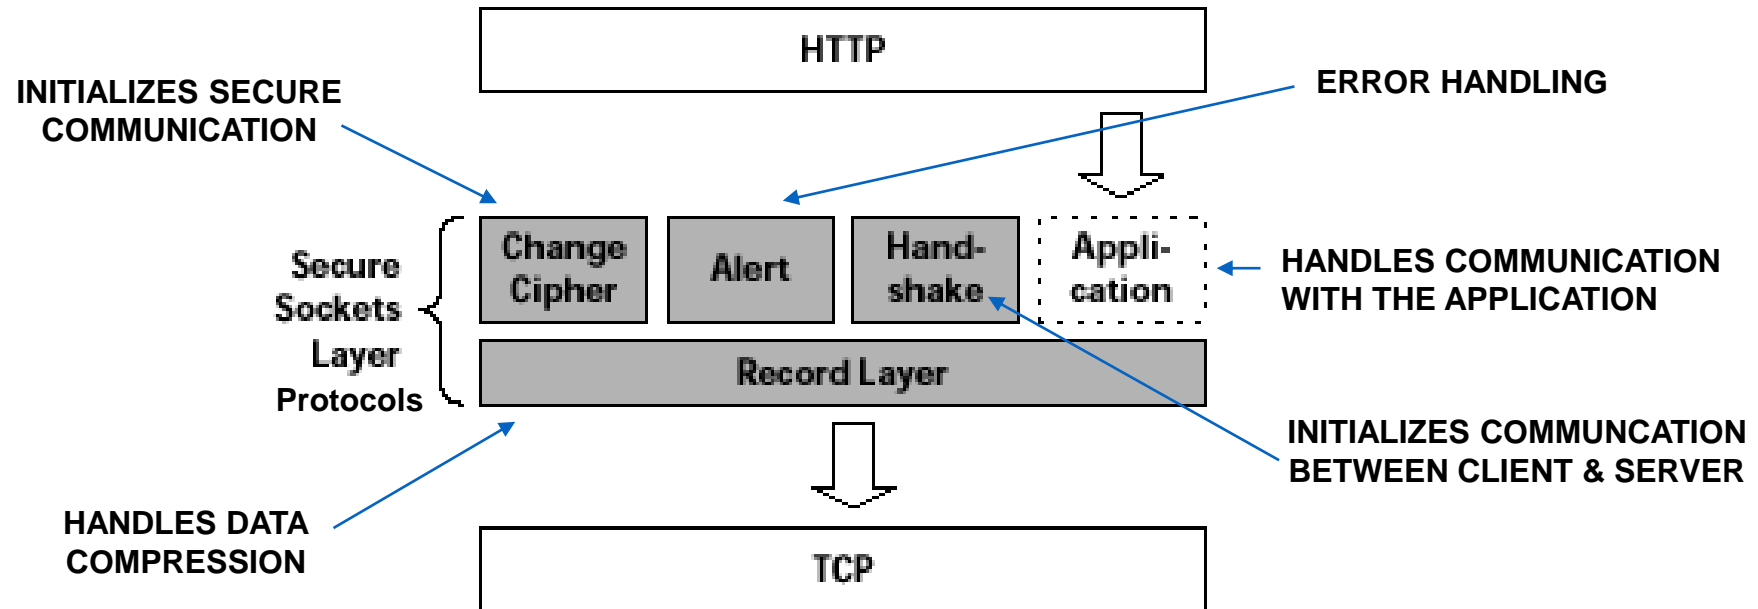 HTTP
INITIALIZES SECURE
COMMUNICATION
ERROR HANDLING
Secure
Sockets
Layer
Protocols
Change
Cipher
Alert
Hand-
shake
Appli-
cation
HANDLES COMMUNICATION
WITH THE APPLICATION
Record Layer
INITIALIZES COMMUNCATION
BETWEEN CLIENT & SERVER
HANDLES DATA
COMPRESSION
TCP